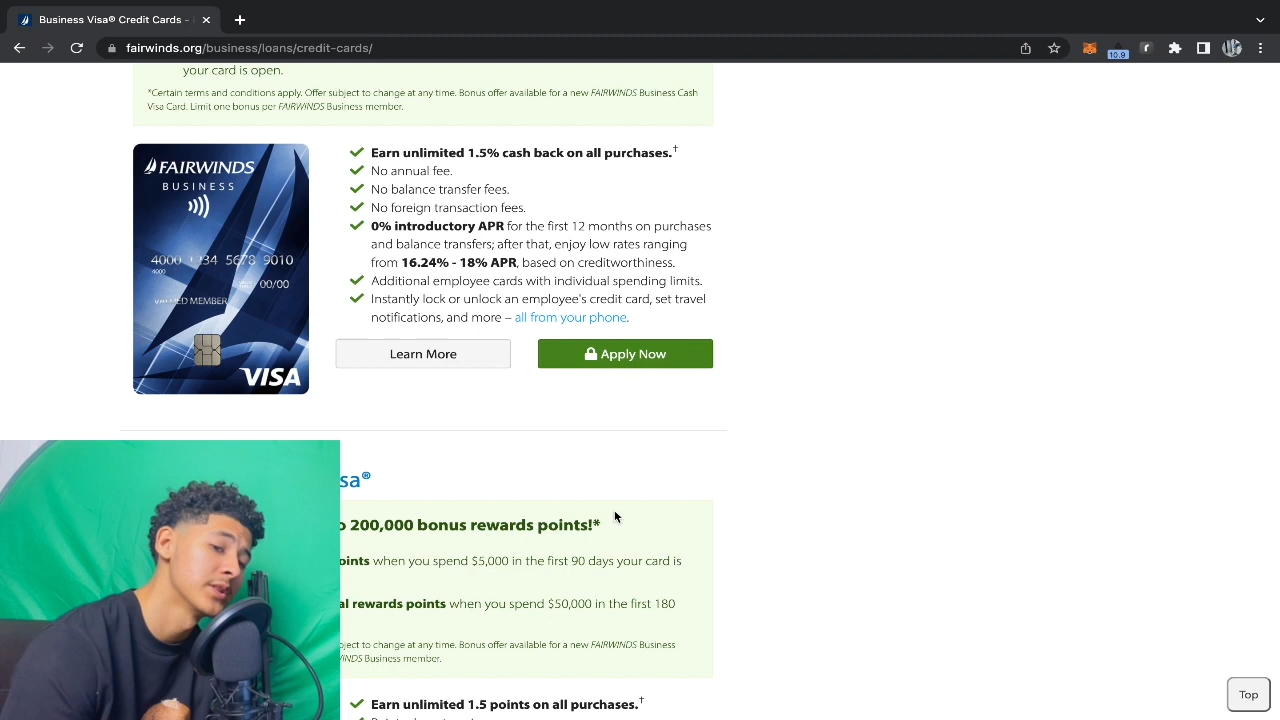 Business Visa® Credit Cards -
fairwinds.org/business/loans/credit-cards/
10.9
your card is open.
*Certain terms and conditions apply. Offer subject to change at any time. Bonus offer available for a new FAIRWINDS Business Cash
Visa Card. Limit one bonus per FAIRWINDS Business member.
FAIRWINDS
BUSINESS
4000 1234 5678 9010
4000
00/00
VALUED MEMBER
VISA
Earn unlimited 1.5% cash back on all purchases.†
No annual fee.
No balance transfer fees.
No foreign transaction fees.
0% introductory APR for the first 12 months on purchases
and balance transfers; after that, enjoy low rates ranging
from 16.24% - 18% APR, based on creditworthiness.
Additional employee cards with individual spending limits.
Instantly lock or unlock an employee's credit card, set travel
notifications, and more – all from your phone.
Learn More
Apply Now
sa®
o 200,000 bonus rewards points!*
oints when you spend $5,000 in the first 90 days your card is
al rewards points when you spend $50,000 in the first 180
bject to change at any time. Bonus offer available for a new FAIRWINDS Business
WINDS Business member.
Earn unlimited 1.5 points on all purchases.†
Top